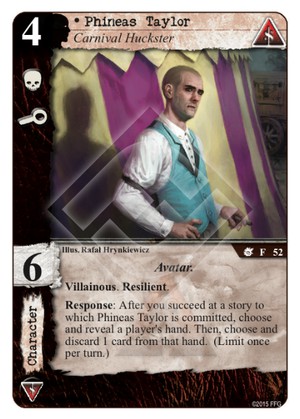 4
• Phineas Taylor
Carnival Huckster
Illus. Rafał Hrynkiewicz
F 52
6
Avatar.
Villainous. Resilient.
Response: After you succeed at a story to
which Phineas Taylor is committed, choose
and reveal a player's hand. Then, choose and
discard 1 card from that hand. (Limit once
per turn.)
Character
©2015 FFG